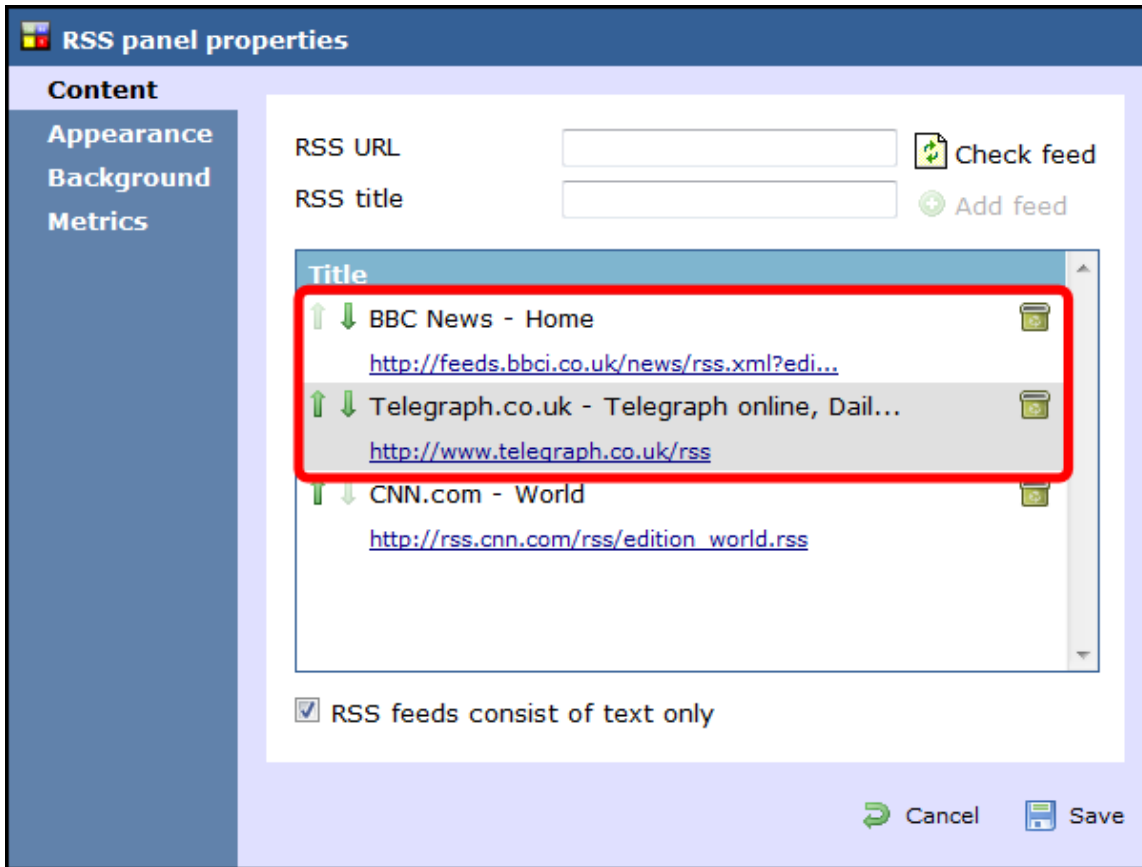 RSS panel properties
Content
Appearance
Background
Metrics
RSS URL
Check feed
RSS title
Add feed
Title
BBC News - Home
http://feeds.bbci.co.uk/news/rss.xml?edi...
Telegraph.co.uk - Telegraph online, Dail...
http://www.telegraph.co.uk/rss
CNN.com - World
http://rss.cnn.com/rss/edition_world.rss
RSS feeds consist of text only
Cancel
Save